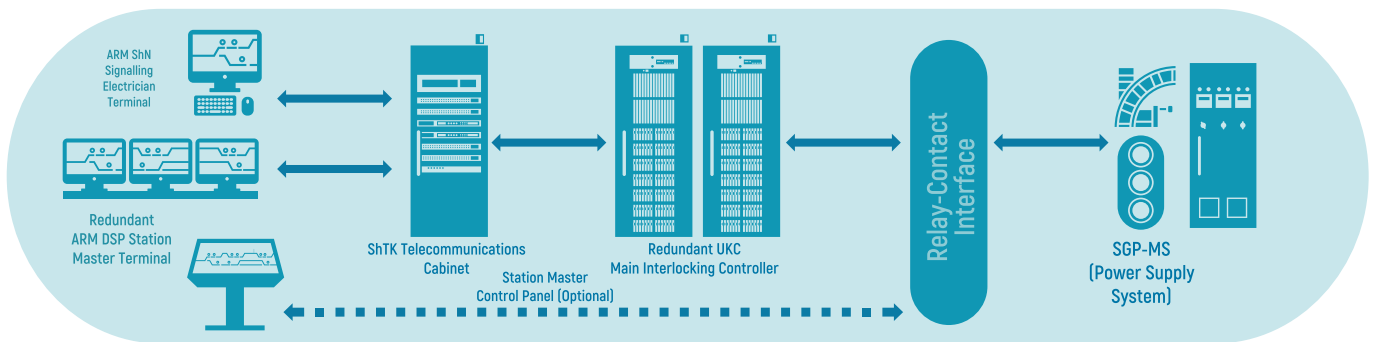 ARM ShN
Signalling
Electrician
Terminal
Redundant
ARM DSP Station
Master Terminal
ShTK Telecommunications
Cabinet
Station Master
Control Panel (Optional)
Redundant UKC
Main Interlocking Controller
Relay-Contact
Interface
SGP-MS
(Power Supply
System)